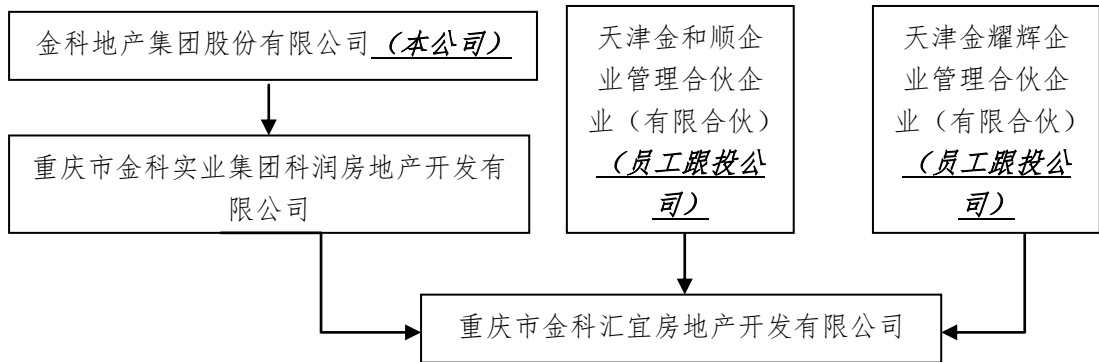 金科地产集团股份有限公司（本公司）
重庆市金科实业集团科润房地产开发有
限公司
天津金和顺企
业管理合伙企
业（有限合伙）
（员工跟投公
司）
天津金耀辉企
业管理合伙企
业（有限合伙）
（员工跟投公
司）
重庆市金科汇宜房地产开发有限公司